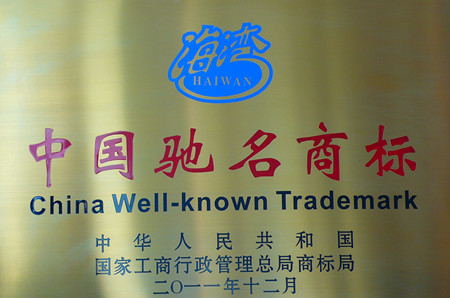 海湾
HAIWAN
中国驰名商标
China Well-known Trademark
中华人民共和国
国家工商行政管理总局商标局
二〇一一年十二月